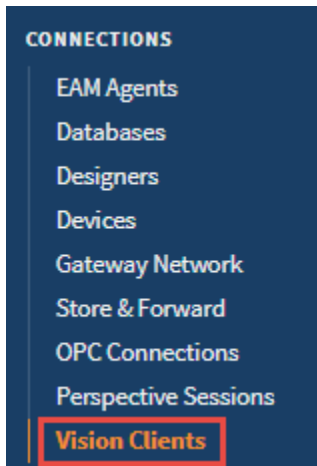 CONNECTIONS
EAM Agents
Databases
Designers
Devices
Gateway Network
Store & Forward
OPC Connections
Perspective Sessions
Vision Clients